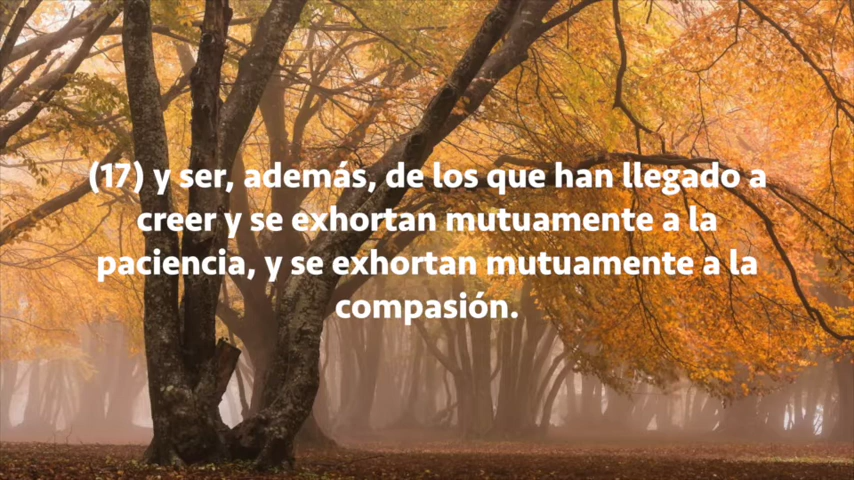 (17) y ser, además, de los que han llegado a
creer y se exhortan mutuamente a la
paciencia, y se exhortan mutuamente a la
compasión.